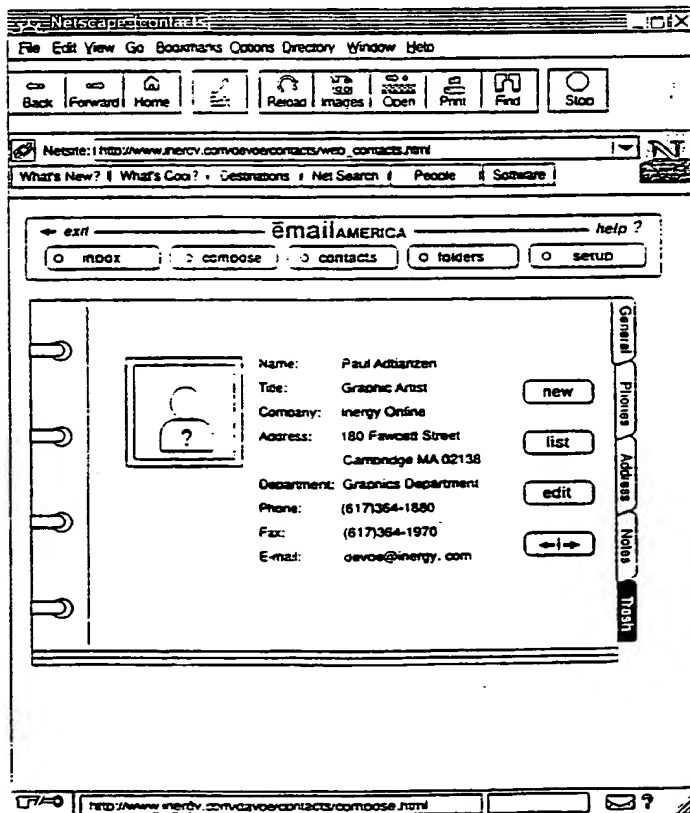 Netscape-[contacts]
File Edit View Go Bookmarks Options Directory Window Help
Back Forward Home Reload Images Open Print Find Stop
Netsite: http://www.inergy.com/davoe/contacts/web_contacts.html
N
What's New? What's Cool? Destinations Net Search People Software
exit ēmailAMERICA help ?
inbox compose contacts folders setup
General
Phones
Address
Notes
Trash
?
Name: Paul Adtianzen
Title: Graphic Artist
Company: inergy Online
Address: 180 Fawcett Street
Cambridge MA 02138
Department: Graphics Department
Phone: (617)364-1880
Fax: (617)364-1970
E-mail: devoe@inergy.com
new
list
edit
http://www.inergy.com/davoe/contacts/compose.html
?